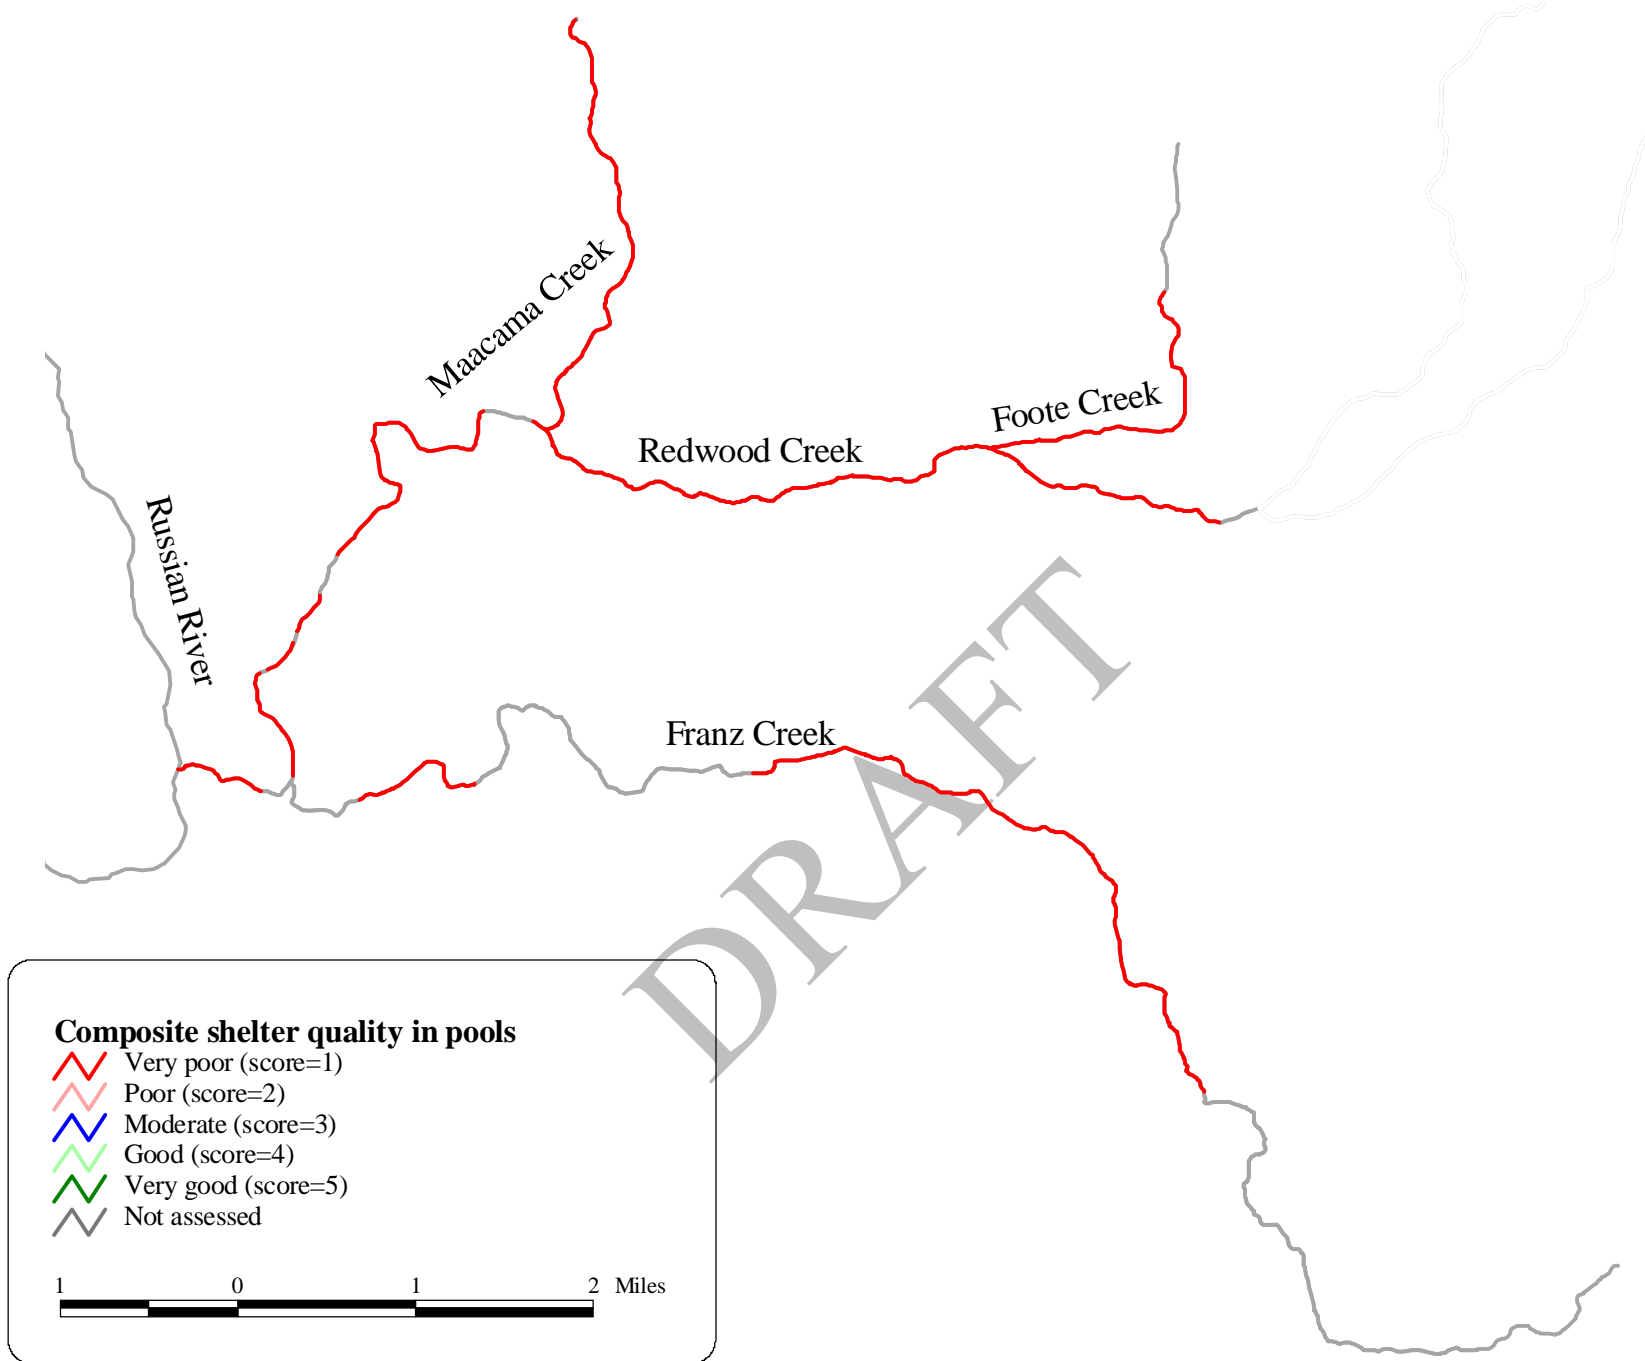 Maacama Creek
Foote Creek
Redwood Creek
Russian River
Franz Creek
DRAFT
Composite shelter quality in pools
Very poor (score=1)
Poor (score=2)
Moderate (score=3)
Good (score=4)
Very good (score=5)
Not assessed
1 0 1 2 Miles